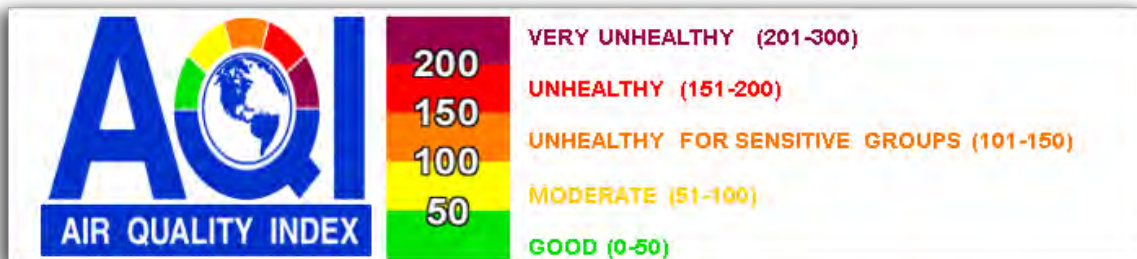 AQI
AIR QUALITY INDEX
200
150
100
50
VERY UNHEALTHY (201-300)
UNHEALTHY (151-200)
UNHEALTHY FOR SENSITIVE GROUPS (101-150)
MODERATE (51-100)
GOOD (0-50)